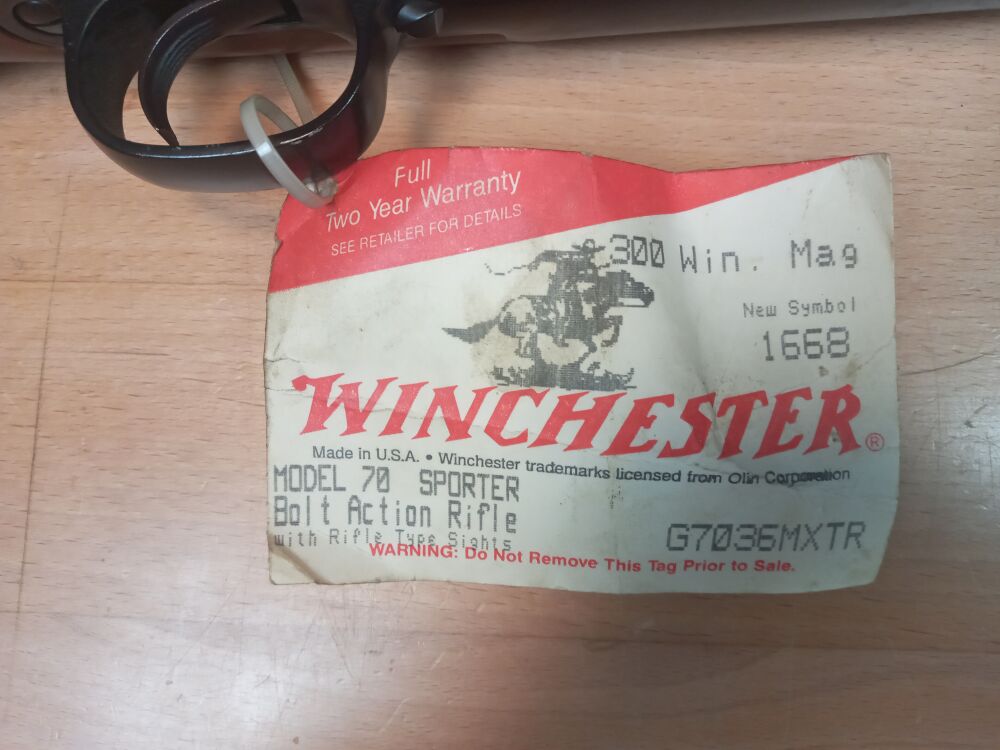 Full
Two Year Warranty
SEE RETAILER FOR DETAILS
300 Win. Mag
New Symbol
1668
WINCHESTER®
Made in U.S.A. • Winchester trademarks licensed from Olin Corporation
MODEL 70 SPORTER
Bolt Action Rifle
with Rifle Type Sights
G7036MXTR
WARNING: Do Not Remove This Tag Prior to Sale.